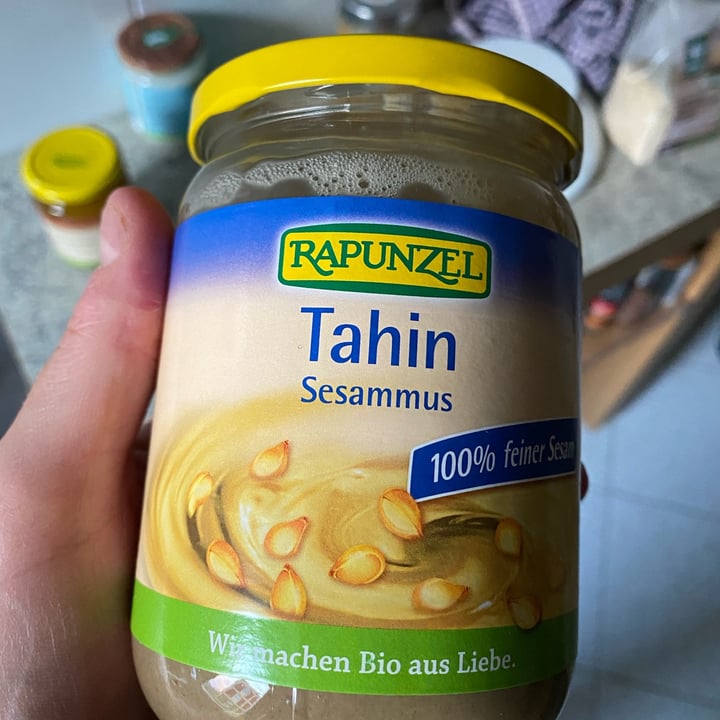 RAPUNZEL
Tahin
Sesammus
100% feiner Sesam
Wir machen Bio aus Liebe.